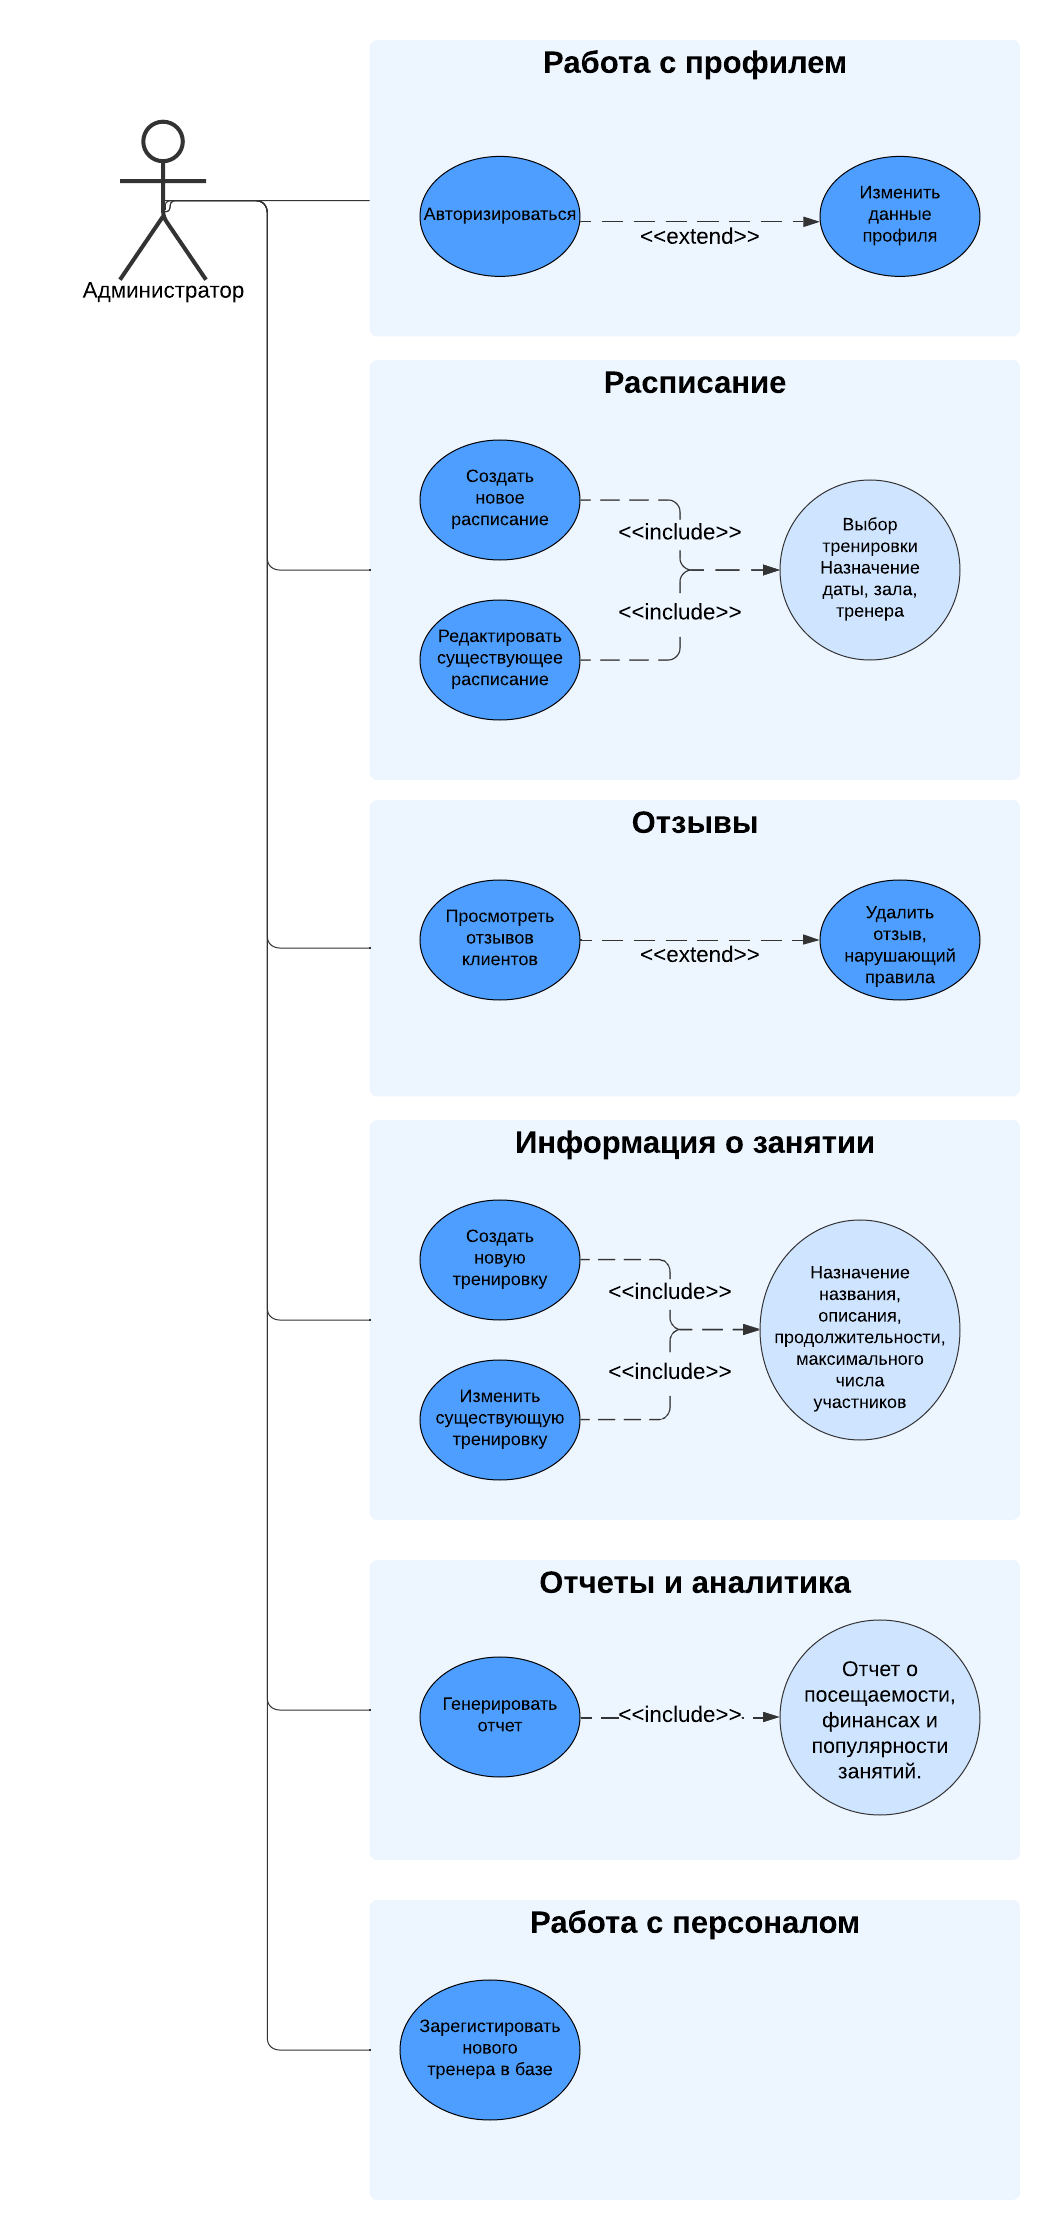 Работа с профилем
Администратор
Авторизироваться
<<extend>>
Изменить
данные
профиля
Расписание
Создать
новое
расписание
<<include>>
Редактировать
существующее
расписание
<<include>>
Выбор
тренировки
Назначение
даты, зала,
тренера
Отзывы
Просмотреть
отзывов
клиентов
<<extend>>
Удалить
отзыв,
нарушающий
правила
Информация о занятии
Создать
новую
тренировку
<<include>>
Изменить
существующую
тренировку
<<include>>
Назначение
названия,
описания,
продолжительности,
максимального
числа
участников
Отчеты и аналитика
Генерировать
отчет
<<include>>
Отчет о
посещаемости,
финансах и
популярности
занятий.
Работа с персоналом
Зарегистировать
нового
тренера в базе